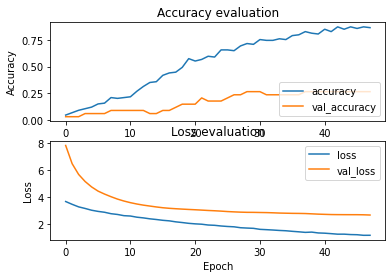 Accuracy evaluation
Accuracy
0.75
0.50
0.25
0.00
accuracy
val_accuracy
0 10 20 30 40
Loss evaluation
Loss
8
6
4
2
loss
val_loss
0 10 20 30 40
Epoch